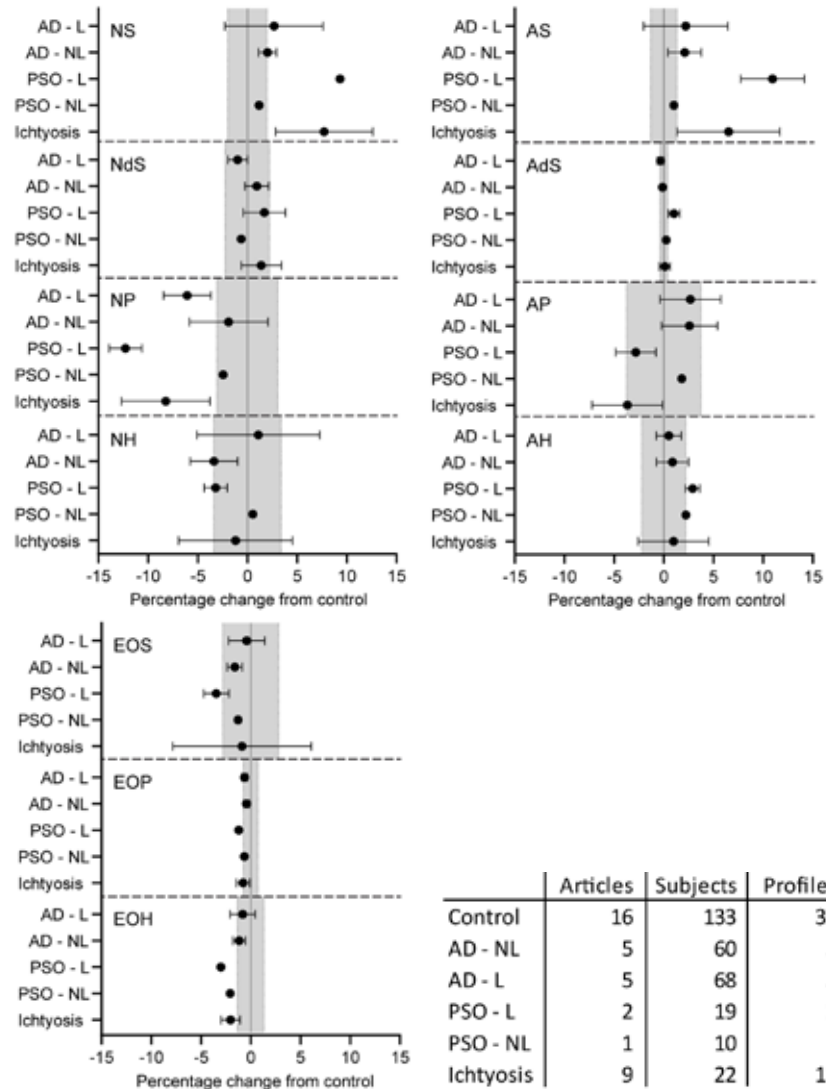 NS
AD - L
AD - NL
PSO - L
PSO - NL
Ichtyosis
NdS
AD - L
AD - NL
PSO - L
PSO - NL
Ichtyosis
NP
AD - L
AD - NL
PSO - L
PSO - NL
Ichtyosis
NH
AD - L
AD - NL
PSO - L
PSO - NL
Ichtyosis
-15 -10 -5 0 5 10 15
Percentage change from control
AS
AD - L
AD - NL
PSO - L
PSO - NL
Ichtyosis
AdS
AD - L
AD - NL
PSO - L
PSO - NL
Ichtyosis
AP
AD - L
AD - NL
PSO - L
PSO - NL
Ichtyosis
AH
AD - L
AD - NL
PSO - L
PSO - NL
Ichtyosis
-15 -10 -5 0 5 10 15
Percentage change from control
EOS
AD - L
AD - NL
PSO - L
PSO - NL
Ichtyosis
EOP
AD - L
AD - NL
PSO - L
PSO - NL
Ichtyosis
EOH
AD - L
AD - NL
PSO - L
PSO - NL
Ichtyosis
-15 -10 -5 0 5 10 15
Percentage change from control
Articles Subjects Profile
Control 16 133 3
AD - NL 5 60
AD - L 5 68
PSO - L 2 19
PSO - NL 1 10
Ichtyosis 9 22 1